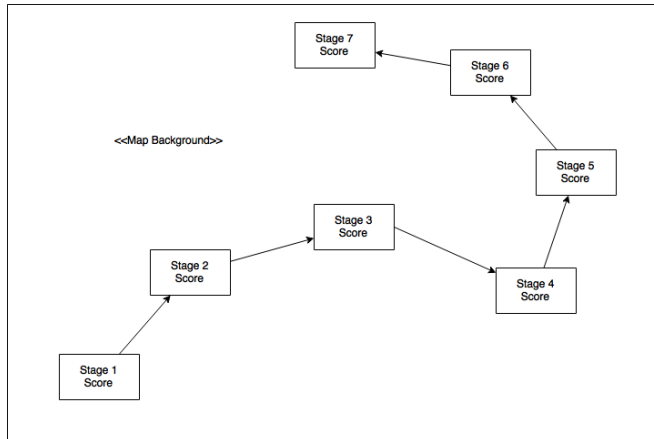 Stage 7
Score
Stage 6
Score
<<Map Background>>
Stage 5
Score
Stage 3
Score
Stage 2
Score
Stage 4
Score
Stage 1
Score